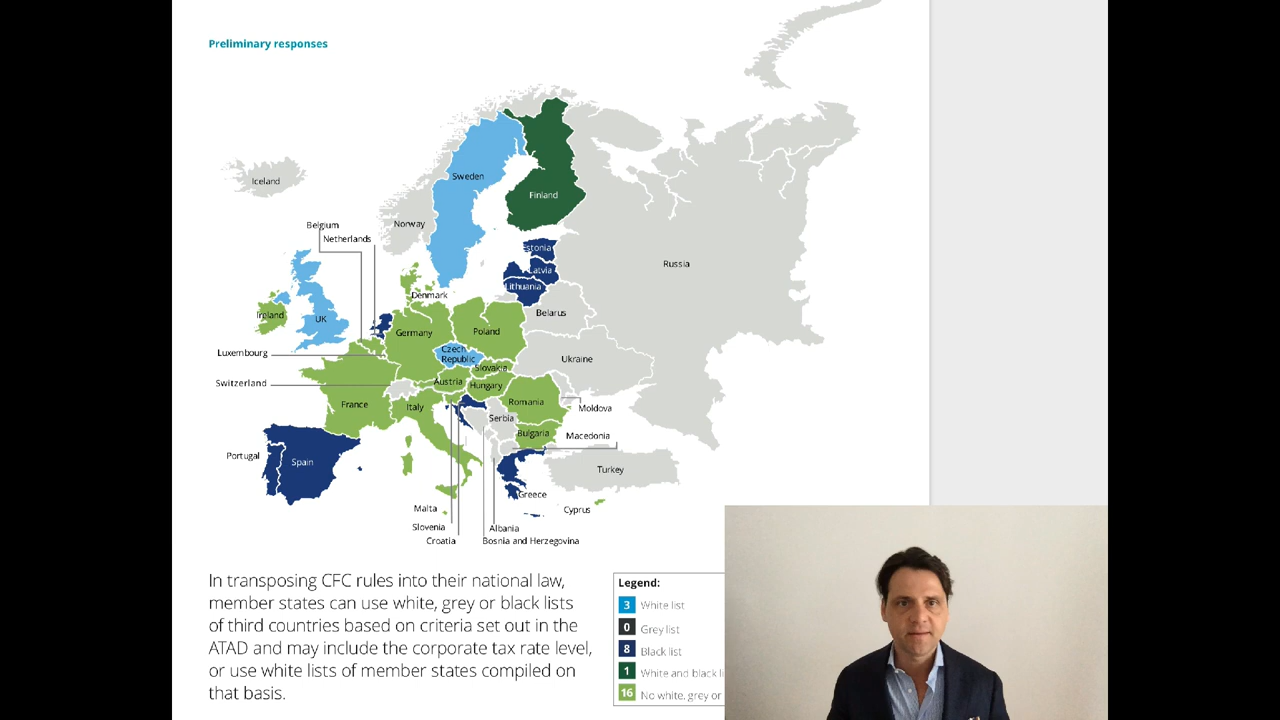 Preliminary responses
Iceland
Sweden
Finland
Norway
Belgium
Netherlands
Estonia
Latvia
Lithuania
Russia
Denmark
Ireland
UK
Belarus
Germany
Poland
Luxembourg
Czech
Republic
Ukraine
Slovakia
Switzerland
Austria
Hungary
France
Italy
Romania
Moldova
Serbia
Bulgaria
Macedonia
Portugal
Spain
Turkey
Greece
Malta
Cyprus
Slovenia
Albania
Croatia
Bosnia and Herzegovina
In transposing CFC rules into their national law,
member states can use white, grey or black lists
of third countries based on criteria set out in the
ATAD and may include the corporate tax rate level,
or use white lists of member states compiled on
that basis.
Legend:
3 White list
0 Grey list
8 Black list
1 White and black li
16 No white, grey or